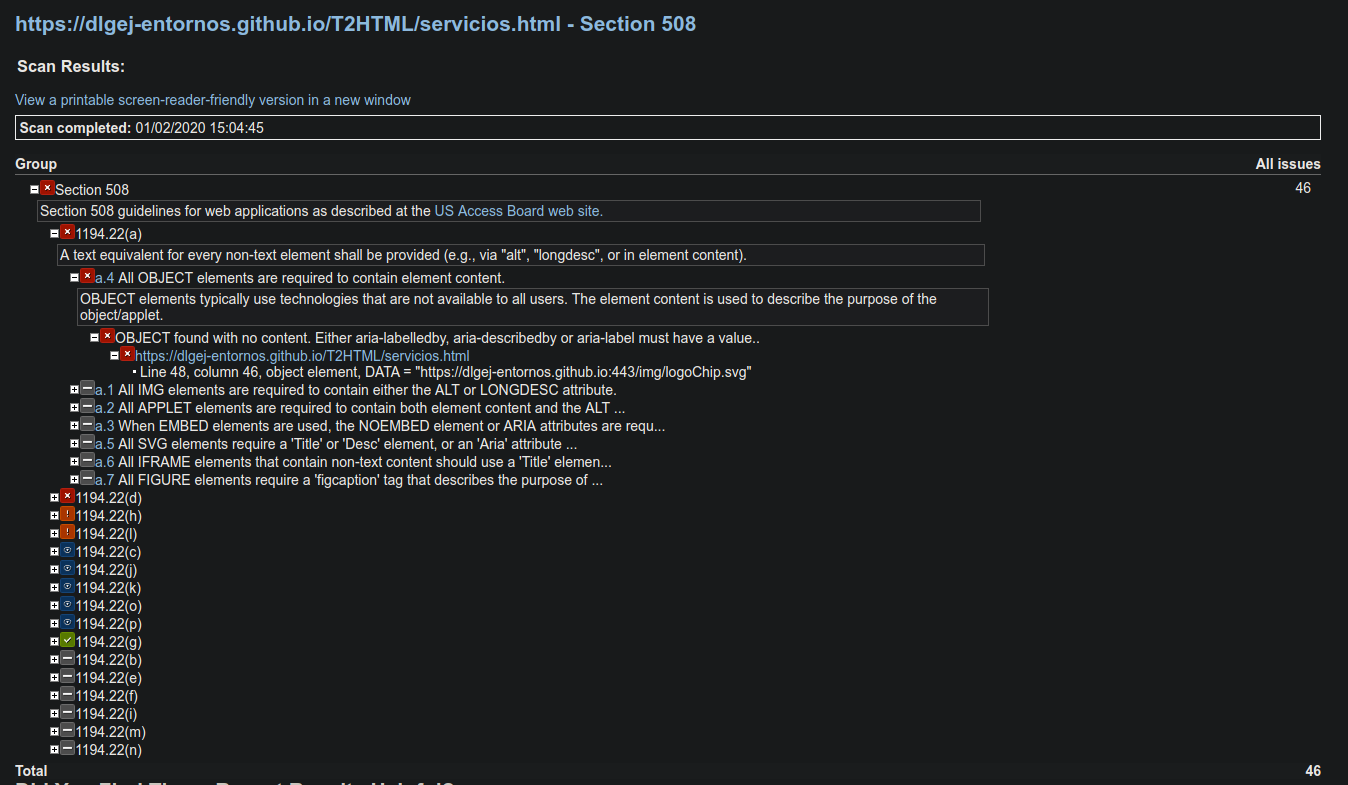 https://dlgej-entornos.github.io/T2HTML/servicios.html - Section 508
Scan Results:
View a printable screen-reader-friendly version in a new window
Scan completed: 01/02/2020 15:04:45
Group All issues
Section 508 46
Section 508 guidelines for web applications as described at the US Access Board web site.
1194.22(a)
A text equivalent for every non-text element shall be provided (e.g., via "alt", "longdesc", or in element content).
a.4 All OBJECT elements are required to contain element content.
OBJECT elements typically use technologies that are not available to all users. The element content is used to describe the purpose of the
object/applet.
OBJECT found with no content. Either aria-labelledby, aria-describedby or aria-label must have a value..
https://dlgej-entornos.github.io/T2HTML/servicios.html
Line 48, column 46, object element, DATA = "https://dlgej-entornos.github.io:443/img/logoChip.svg"
a.1 All IMG elements are required to contain either the ALT or LONGDESC attribute.
a.2 All APPLET elements are required to contain both element content and the ALT ...
a.3 When EMBED elements are used, the NOEMBED element or ARIA attributes are requ...
a.5 All SVG elements require a 'Title' or 'Desc' element, or an 'Aria' attribute ...
a.6 All IFRAME elements that contain non-text content should use a 'Title' elemen...
a.7 All FIGURE elements require a 'figcaption' tag that describes the purpose of ...
1194.22(d)
1194.22(h)
1194.22(l)
1194.22(c)
1194.22(j)
1194.22(k)
1194.22(o)
1194.22(p)
1194.22(g)
1194.22(b)
1194.22(e)
1194.22(f)
1194.22(i)
1194.22(m)
1194.22(n)
Total 46